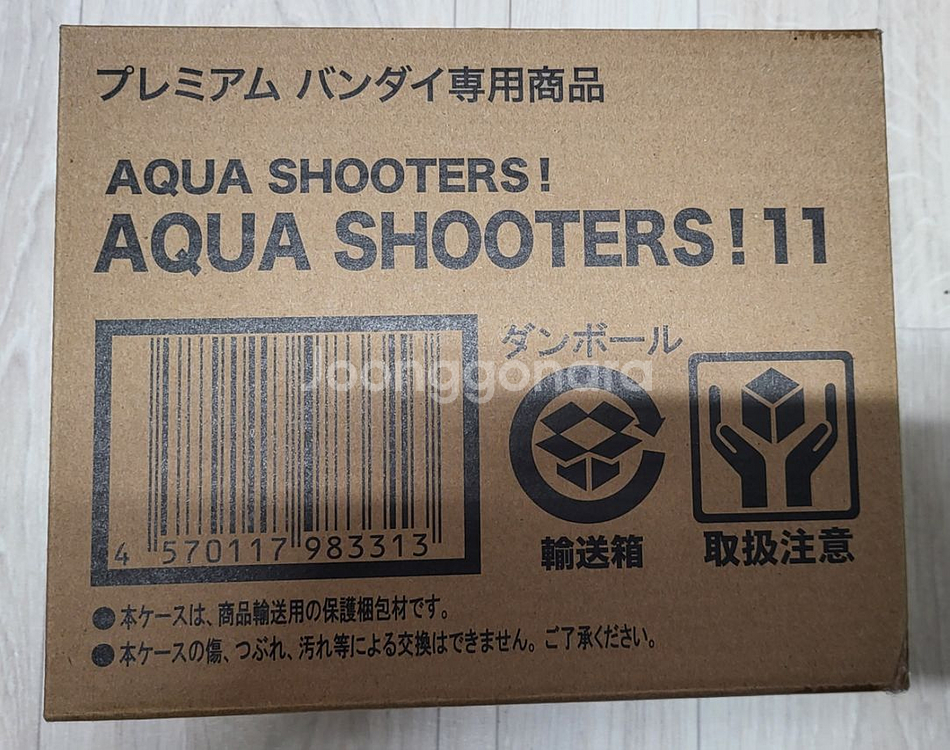 プレミアム バンダイ専用商品
AQUA SHOOTERS!
AQUA SHOOTERS!11
ダンボール
Joonggonara
4 570117 983313
輸送箱
取扱注意
●本ケースは、商品輸送用の保護梱包材です。
●本ケースの傷、つぶれ、汚れ等による交換はできません。ご了承ください。